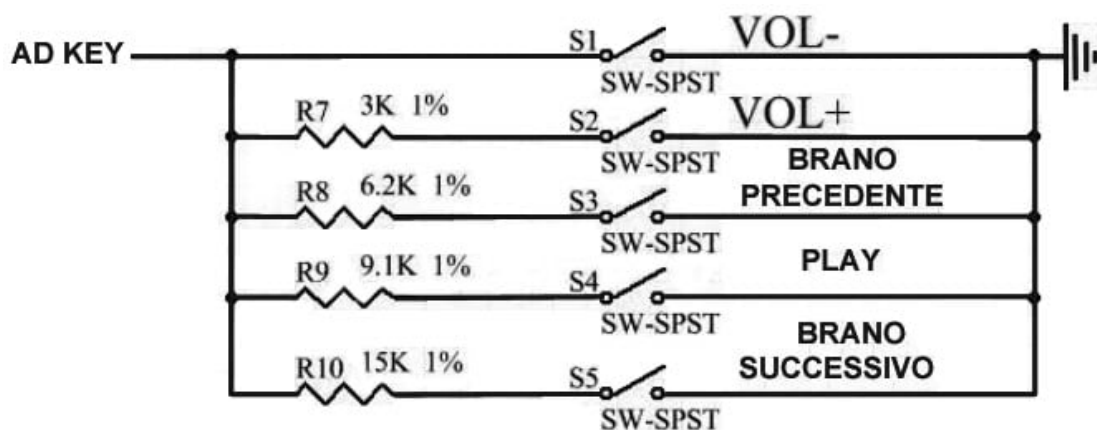 AD KEY
S1
VOL-
SW-SPST
R7 3K 1%
S2
VOL+
SW-SPST
BRANO
PRECEDENTE
R8 6.2K 1%
S3
SW-SPST
R9 9.1K 1%
S4
PLAY
SW-SPST
BRANO
SUCCESSIVO
R10 15K 1%
S5
SW-SPST